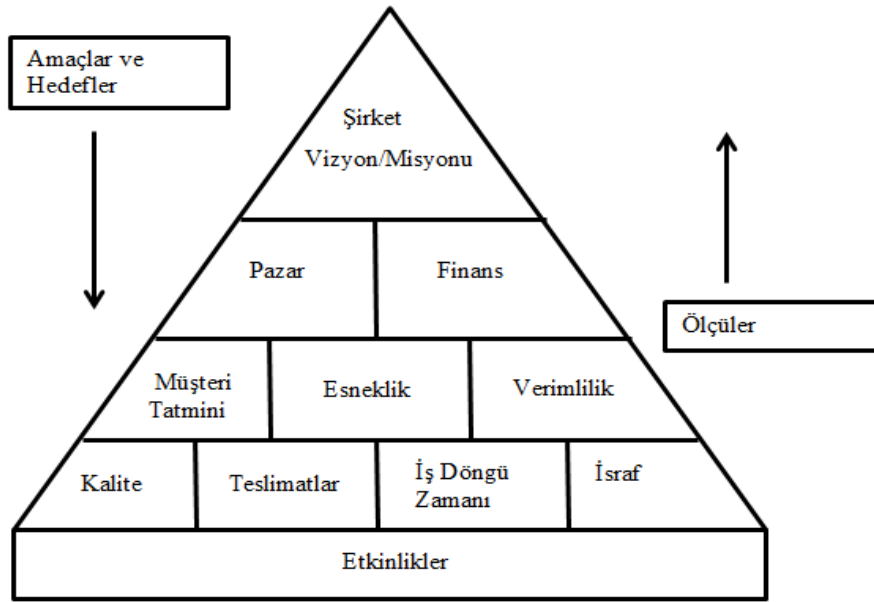 Amaçlar ve
Hedefler
Şirket
Vizyon/Misyonu
Pazar
Finans
Ölçüler
Müşteri
Tatmini
Esneklik
Verimlilik
Kalite
Teslimatlar
İş Döngü
Zamanı
İsraf
Etkinlikler